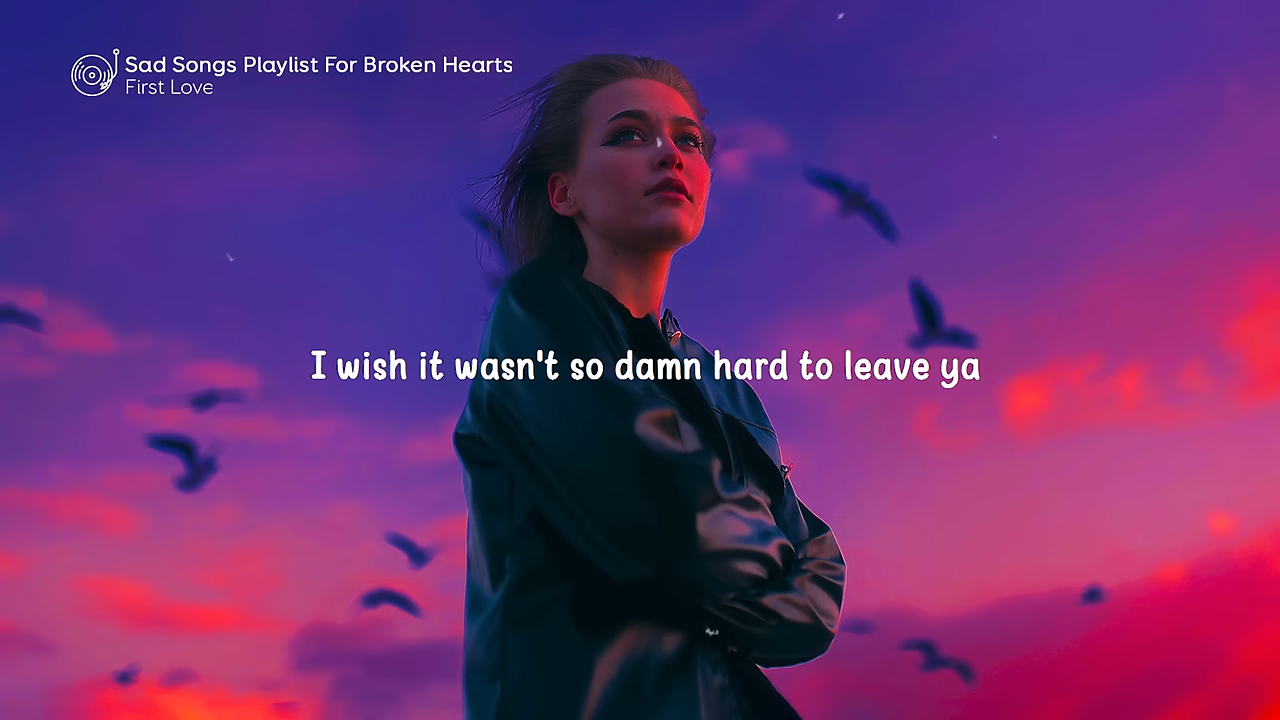 Sad Songs Playlist For Broken Hearts
First Love
I wish it wasn't so damn hard to leave ya